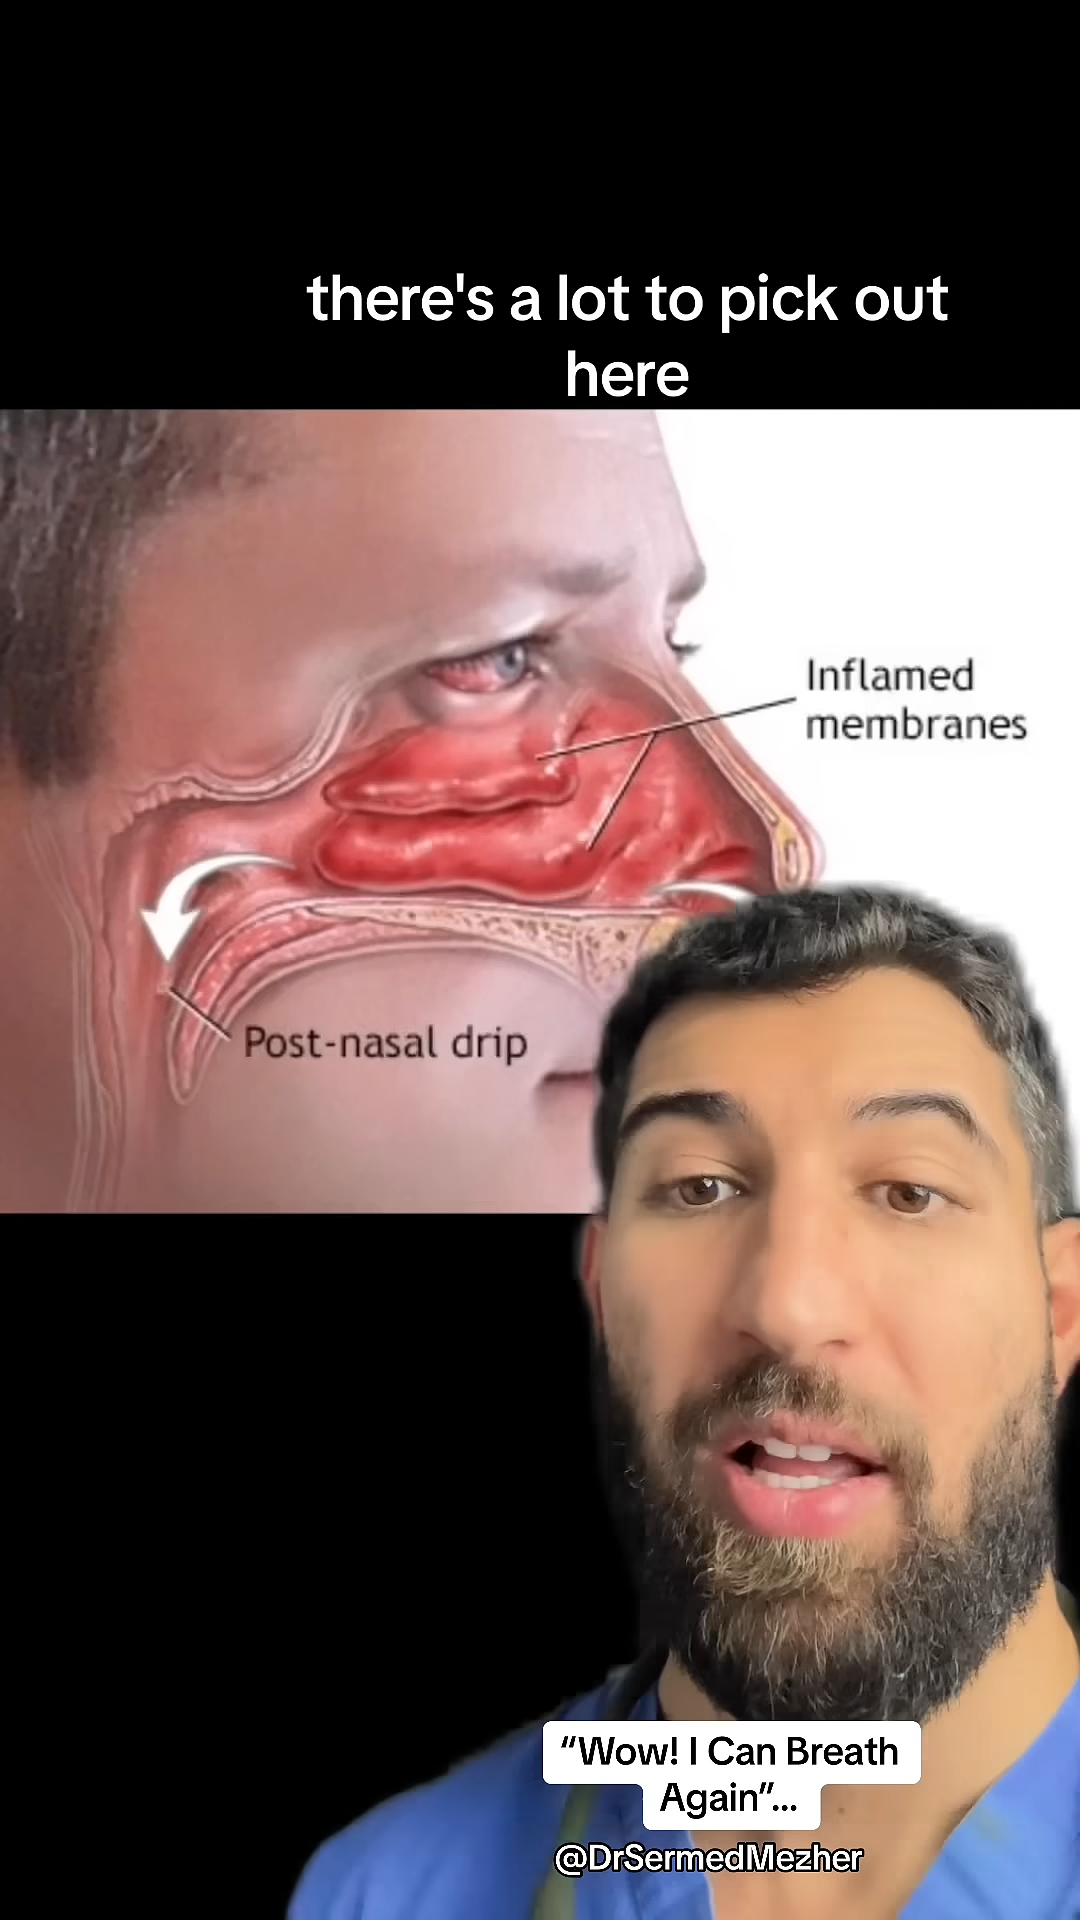 there's a lot to pick out
here
Inflamed
membranes
Post-nasal drip
“Wow! I Can Breath
Again”...
@DrSermedMezher